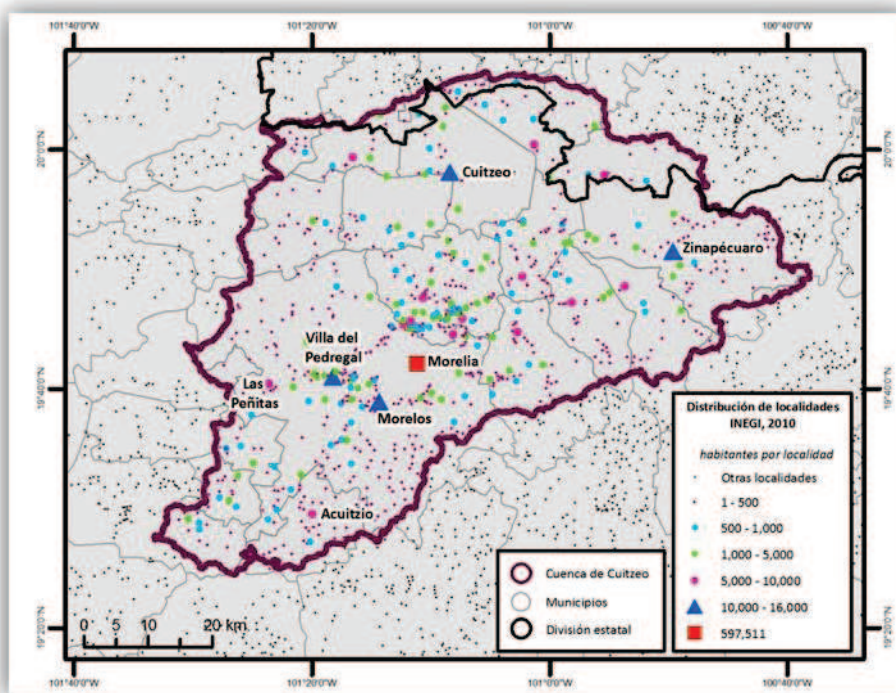 101°40'0"W 101°20'0"W 101°0'0"W 100°40'0"W
20°0'0"N 20°0'0"N
Cuitzeo
Zinapécuaro
Villa del
Pedregal
Morelia
19°40'0"N 19°40'0"N
Las
Peñitas
Morelos
Acuitzio
Distribución de localidades
INEGI, 2010
habitantes por localidad
Otras localidades
1 - 500
500 - 1,000
1,000 - 5,000
5,000 - 10,000
10,000 - 16,000
597,511
Cuenca de Cuitzeo
Municipios
División estatal
0 5 10 20 km
19°20'0"N 19°20'0"N
101°40'0"W 101°20'0"W 101°0'0"W 100°40'0"W